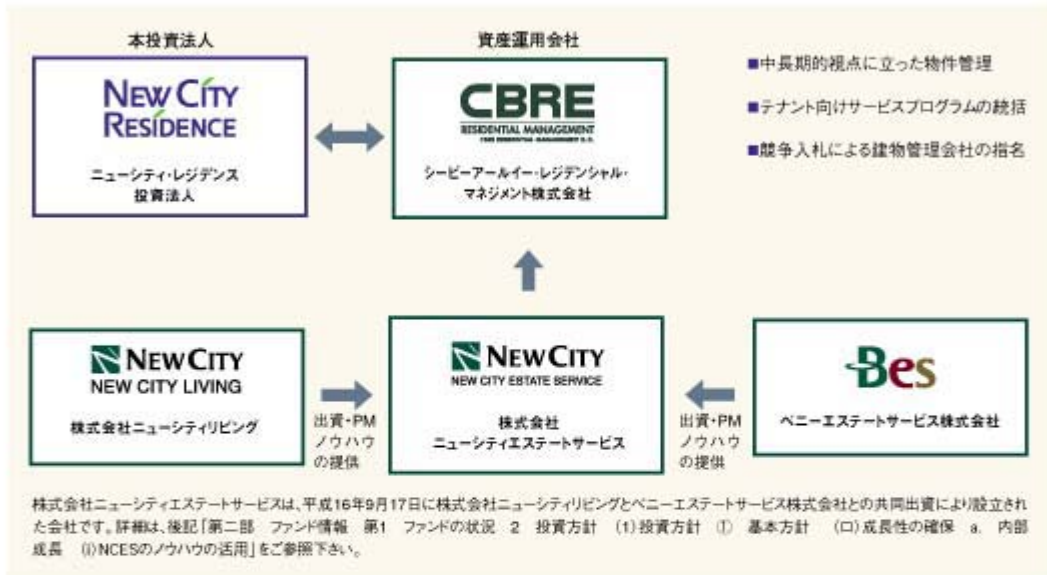 本投資法人
資産運用会社
NEW CITY
RESIDENCE
ニューシティ・レジデンス
投資法人
CBRE
RESIDENTIAL MANAGEMENT
シービーアールイー・レジデンシャル・
マネジメント株式会社
■中長期的視点に立った物件管理
■テナント向けサービスプログラムの統括
■競争入札による建物管理会社の指名
NEW CITY
NEW CITY LIVING
株式会社ニューシティリビング
出資・PM
ノウハウ
の提供
NEW CITY
NEW CITY ESTATE SERVICE
株式会社
ニューシティエステートサービス
出資・PM
ノウハウ
の提供
Bes
ベニーエステートサービス株式会社
株式会社ニューシティエステートサービスは、平成16年9月17日に株式会社ニューシティリビングとベニーエステートサービス株式会社との共同出資により設立され
た会社です。詳細は、後記「第二部 ファンド情報 第1 ファンドの状況 2 投資方針 (1)投資方針 ① 基本方針 (ロ)成長性の確保 a. 内部
成長 (i)NCESのノウハウの活用」をご参照下さい。